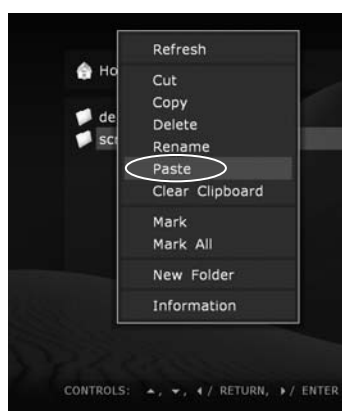 Refresh
Ho
Cut
Copy
de
Delete
scr
Rename
Paste
Clear Clipboard
Mark
Mark All
New Folder
Information
CONTROLS: ▲, ▼, ◀ / RETURN, ▶ / ENTER